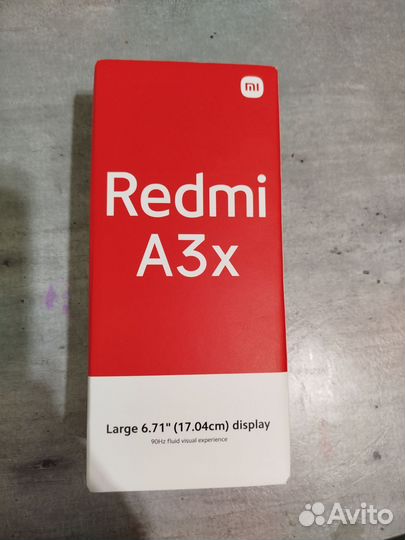 mi
Redmi
A3x
Large 6.71" (17.04cm) display
90Hz fluid visual experience
Avito